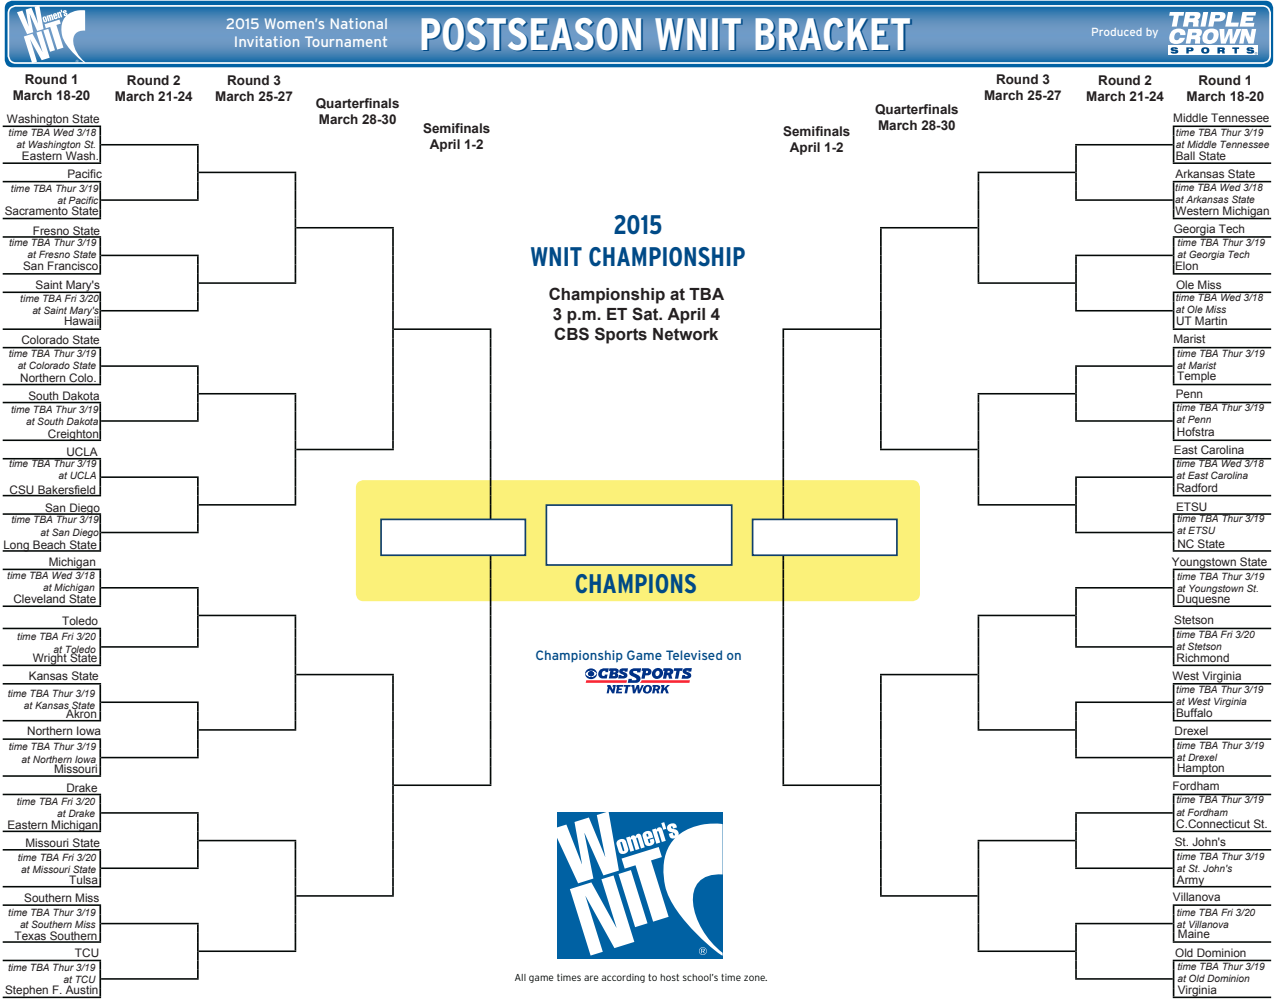 Women's
NIT
2015 Women's National
Invitation Tournament
POSTSEASON WNIT BRACKET
Produced by
TRIPLE
CROWN
SPORTS
Round 1
March 18-20
Round 2
March 21-24
Round 3
March 25-27
Quarterfinals
March 28-30
Semifinals
April 1-2
Semifinals
April 1-2
Quarterfinals
March 28-30
Round 3
March 25-27
Round 2
March 21-24
Round 1
March 18-20
Washington State
time TBA Wed 3/18
at Washington St.
Eastern Wash.
Pacific
time TBA Thur 3/19
at Pacific
Sacramento State
Fresno State
time TBA Thur 3/19
at Fresno State
San Francisco
Saint Mary's
time TBA Fri 3/20
at Saint Mary's
Hawaii
Colorado State
time TBA Thur 3/19
at Colorado State
Northern Colo.
South Dakota
time TBA Thur 3/19
at South Dakota
Creighton
UCLA
time TBA Thur 3/19
at UCLA
CSU Bakersfield
San Diego
time TBA Thur 3/19
at San Diego
Long Beach State
Michigan
time TBA Wed 3/18
at Michigan
Cleveland State
Toledo
time TBA Fri 3/20
at Toledo
Wright State
Kansas State
time TBA Thur 3/19
at Kansas State
Akron
Northern Iowa
time TBA Thur 3/19
at Northern Iowa
Missouri
Drake
time TBA Fri 3/20
at Drake
Eastern Michigan
Missouri State
time TBA Fri 3/20
at Missouri State
Tulsa
Southern Miss
time TBA Thur 3/19
at Southern Miss
Texas Southern
TCU
time TBA Thur 3/19
at TCU
Stephen F. Austin
2015
WNIT CHAMPIONSHIP
Championship at TBA
3 p.m. ET Sat. April 4
CBS Sports Network
CHAMPIONS
Championship Game Televised on
CBS SPORTS
NETWORK
Women's
NIT
®
All game times are according to host school's time zone.
Middle Tennessee
time TBA Thur 3/19
at Middle Tennessee
Ball State
Arkansas State
time TBA Wed 3/18
at Arkansas State
Western Michigan
Georgia Tech
time TBA Thur 3/19
at Georgia Tech
Elon
Ole Miss
time TBA Wed 3/18
at Ole Miss
UT Martin
Marist
time TBA Thur 3/19
at Marist
Temple
Penn
time TBA Thur 3/19
at Penn
Hofstra
East Carolina
time TBA Wed 3/18
at East Carolina
Radford
ETSU
time TBA Thur 3/19
at ETSU
NC State
Youngstown State
time TBA Thur 3/19
at Youngstown St.
Duquesne
Stetson
time TBA Fri 3/20
at Stetson
Richmond
West Virginia
time TBA Thur 3/19
at West Virginia
Buffalo
Drexel
time TBA Thur 3/19
at Drexel
Hampton
Fordham
time TBA Thur 3/19
at Fordham
C.Connecticut St.
St. John's
time TBA Thur 3/19
at St. John's
Army
Villanova
time TBA Fri 3/20
at Villanova
Maine
Old Dominion
time TBA Thur 3/19
at Old Dominion
Virginia